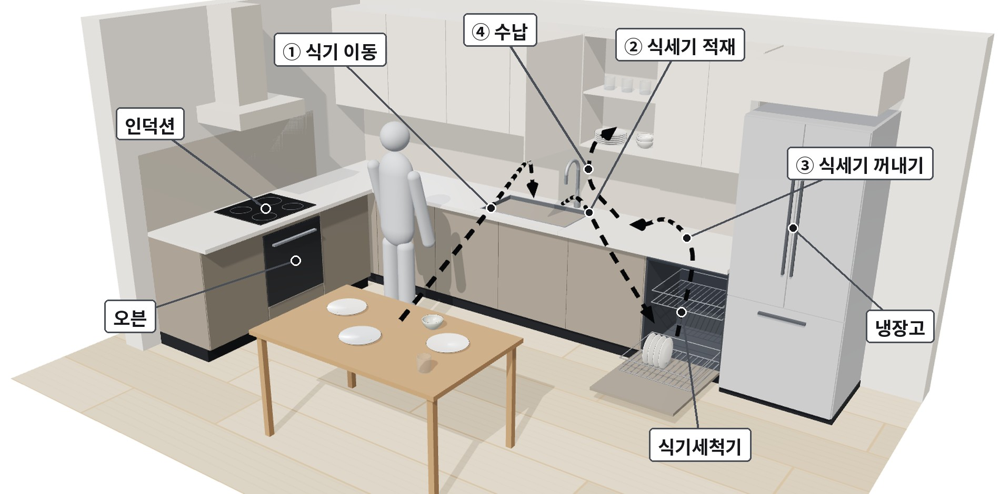 ④ 수납
② 식세기 적재
① 식기 이동
인덕션
③ 식세기 꺼내기
오븐
냉장고
식기세척기